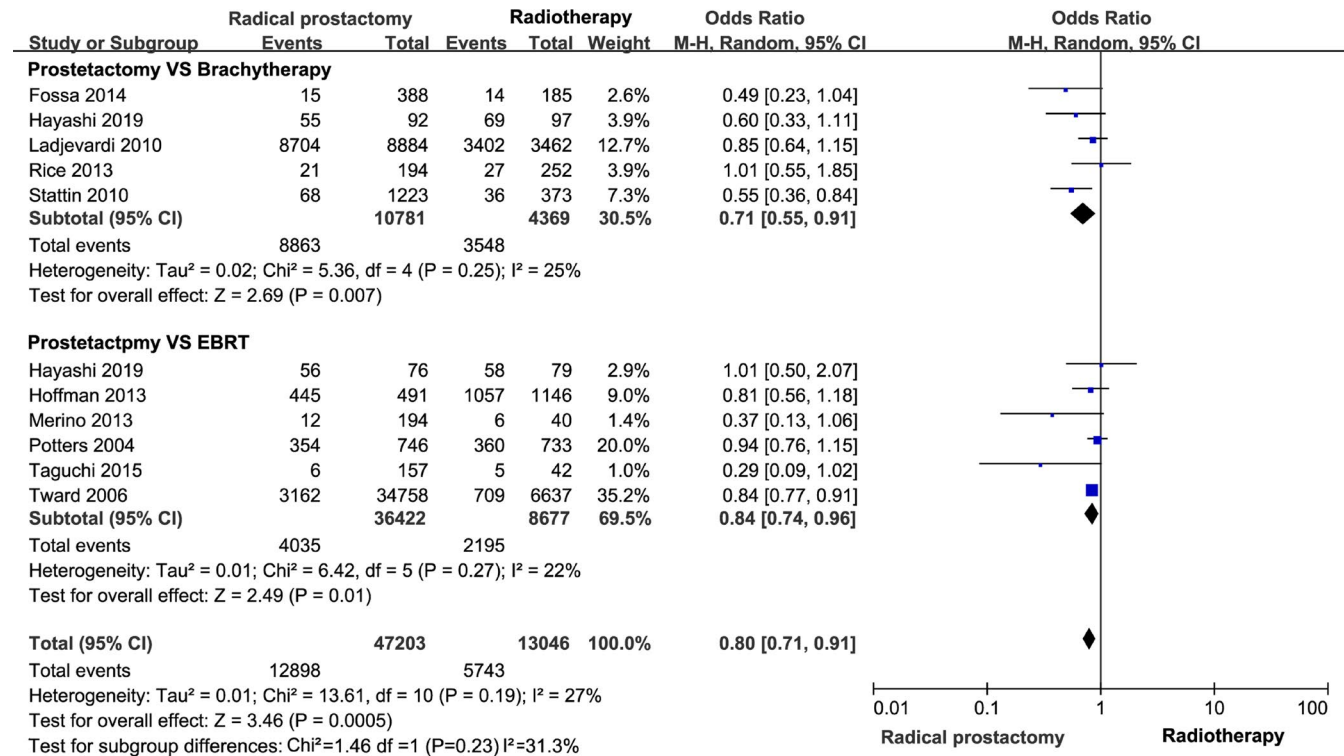 Radical prostactomy Radiotherapy Odds Ratio Odds Ratio
Study or Subgroup Events Total Events Total Weight M-H, Random, 95% CI M-H, Random, 95% CI
Prostetactomy VS Brachytherapy
Fossa 2014 15 388 14 185 2.6% 0.49 [0.23, 1.04]
Hayashi 2019 55 92 69 97 3.9% 0.60 [0.33, 1.11]
Ladjevardi 2010 8704 8884 3402 3462 12.7% 0.85 [0.64, 1.15]
Rice 2013 21 194 27 252 3.9% 1.01 [0.55, 1.85]
Stattin 2010 68 1223 36 373 7.3% 0.55 [0.36, 0.84]
Subtotal (95% CI) 10781 4369 30.5% 0.71 [0.55, 0.91]
Total events 8863 3548
Heterogeneity: Tau² = 0.02; Chi² = 5.36, df = 4 (P = 0.25); I² = 25%
Test for overall effect: Z = 2.69 (P = 0.007)
Prostetactpmy VS EBRT
Hayashi 2019 56 76 58 79 2.9% 1.01 [0.50, 2.07]
Hoffman 2013 445 491 1057 1146 9.0% 0.81 [0.56, 1.18]
Merino 2013 12 194 6 40 1.4% 0.37 [0.13, 1.06]
Potters 2004 354 746 360 733 20.0% 0.94 [0.76, 1.15]
Taguchi 2015 6 157 5 42 1.0% 0.29 [0.09, 1.02]
Tward 2006 3162 34758 709 6637 35.2% 0.84 [0.77, 0.91]
Subtotal (95% CI) 36422 8677 69.5% 0.84 [0.74, 0.96]
Total events 4035 2195
Heterogeneity: Tau² = 0.01; Chi² = 6.42, df = 5 (P = 0.27); I² = 22%
Test for overall effect: Z = 2.49 (P = 0.01)
Total (95% CI) 47203 13046 100.0% 0.80 [0.71, 0.91]
Total events 12898 5743
Heterogeneity: Tau² = 0.01; Chi² = 13.61, df = 10 (P = 0.19); I² = 27%
Test for overall effect: Z = 3.46 (P = 0.0005)
Test for subgroup differences: Chi²=1.46 df =1 (P=0.23) I²=31.3%
0.01 0.1 1 10 100
Radical prostactomy Radiotherapy